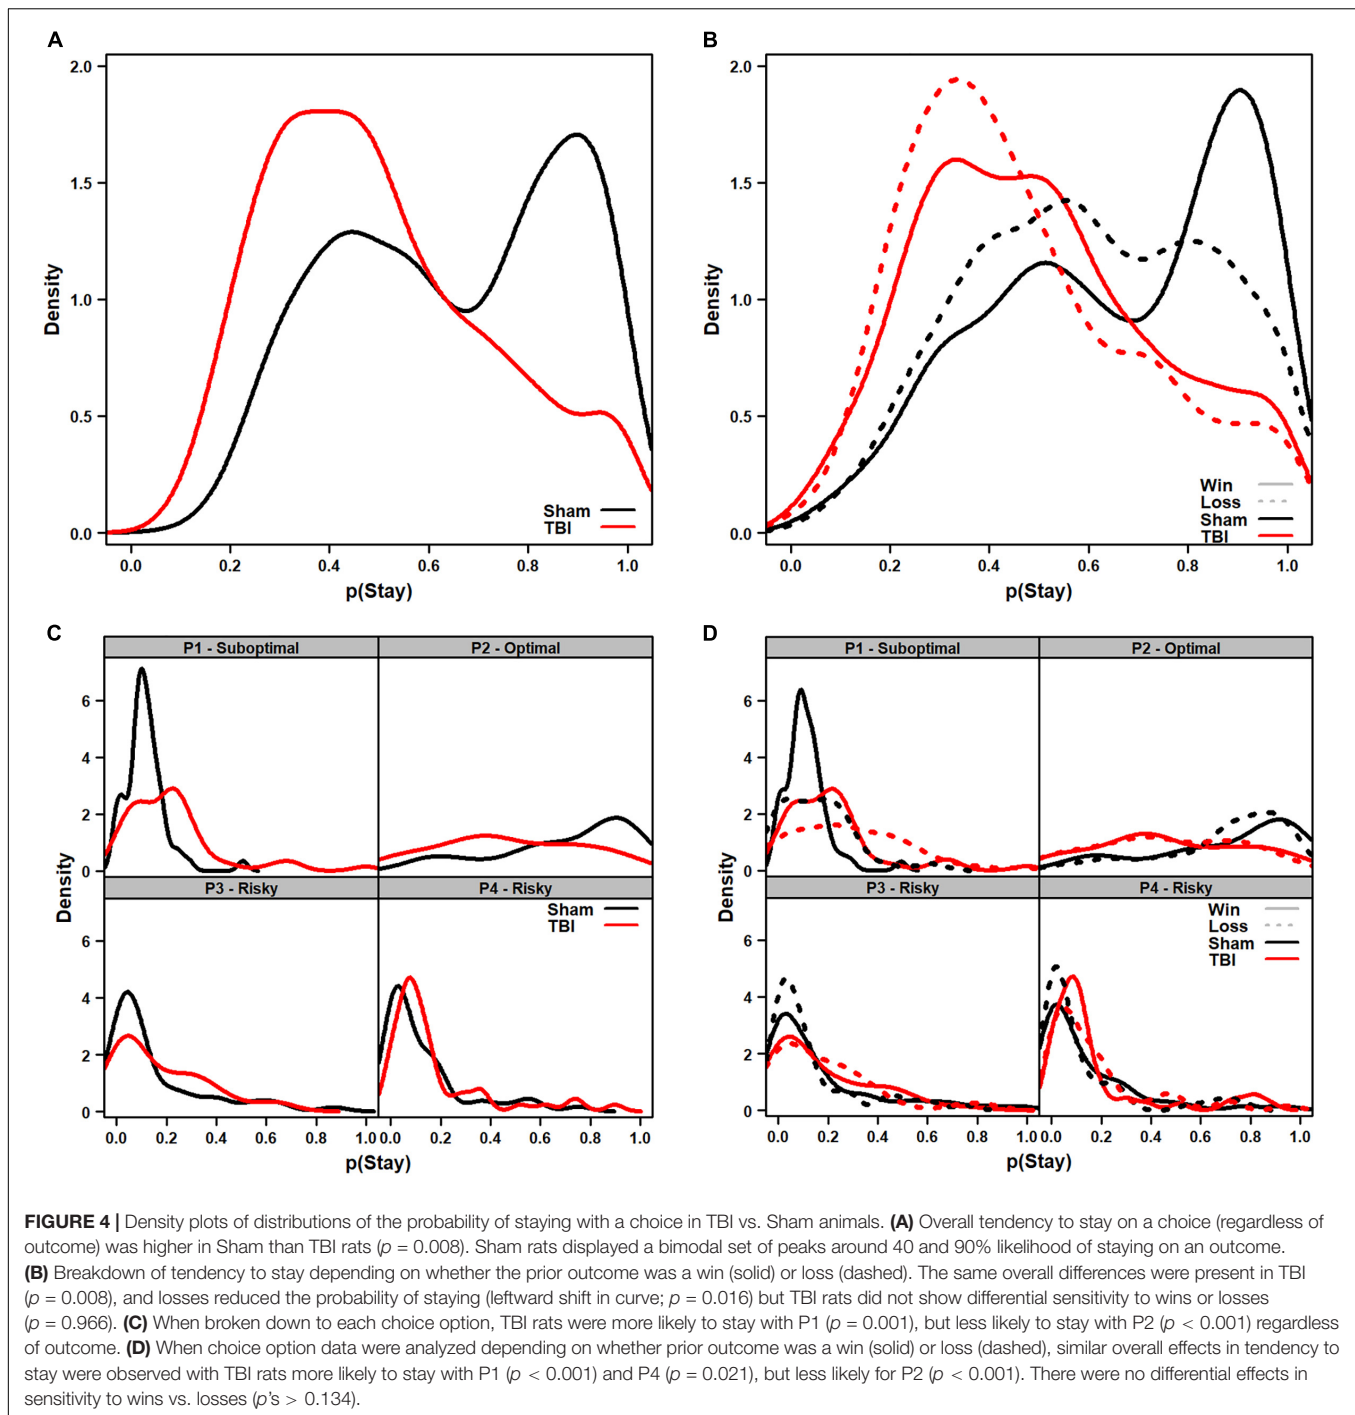 A
B
2.0
1.5
1.0
0.5
0.0
Density
Sham
TBI
0.0 0.2 0.4 0.6 0.8 1.0
p(Stay)
2.0
1.5
1.0
0.5
0.0
Density
Win
Loss
Sham
TBI
0.0 0.2 0.4 0.6 0.8 1.0
p(Stay)
C
P1 - Suboptimal
P2 - Optimal
6
4
2
0
P3 - Risky
P4 - Risky
Density
Sham
TBI
6
4
2
0
0.0 0.2 0.4 0.6 0.8 1.0
0.0 0.2 0.4 0.6 0.8 1.0
p(Stay)
D
P1 - Suboptimal
P2 - Optimal
6
4
2
0
P3 - Risky
P4 - Risky
Density
Win
Loss
Sham
TBI
6
4
2
0
0.0 0.2 0.4 0.6 0.8 1.0
0.0 0.2 0.4 0.6 0.8 1.0
p(Stay)
FIGURE 4 | Density plots of distributions of the probability of staying with a choice in TBI vs. Sham animals. (A) Overall tendency to stay on a choice (regardless of
outcome) was higher in Sham than TBI rats (p = 0.008). Sham rats displayed a bimodal set of peaks around 40 and 90% likelihood of staying on an outcome.
(B) Breakdown of tendency to stay depending on whether the prior outcome was a win (solid) or loss (dashed). The same overall differences were present in TBI
(p = 0.008), and losses reduced the probability of staying (leftward shift in curve; p = 0.016) but TBI rats did not show differential sensitivity to wins or losses
(p = 0.966). (C) When broken down to each choice option, TBI rats were more likely to stay with P1 (p = 0.001), but less likely to stay with P2 (p < 0.001) regardless
of outcome. (D) When choice option data were analyzed depending on whether prior outcome was a win (solid) or loss (dashed), similar overall effects in tendency to
stay were observed with TBI rats more likely to stay with P1 (p < 0.001) and P4 (p = 0.021), but less likely for P2 (p < 0.001). There were no differential effects in
sensitivity to wins vs. losses (p's > 0.134).